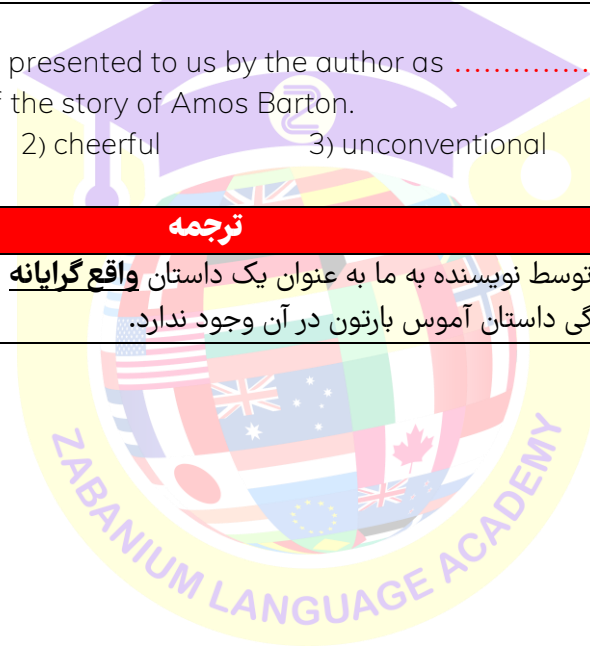 presented to us by the author as ..............
the story of Amos Barton.
2) cheerful 3) unconventional
ترجمه
توسط نویسنده به ما به عنوان یک داستان واقع گرایانه
گی داستان آموس بارتون در آن وجود ندارد.
ZABANIUM LANGUAGE ACADEMY